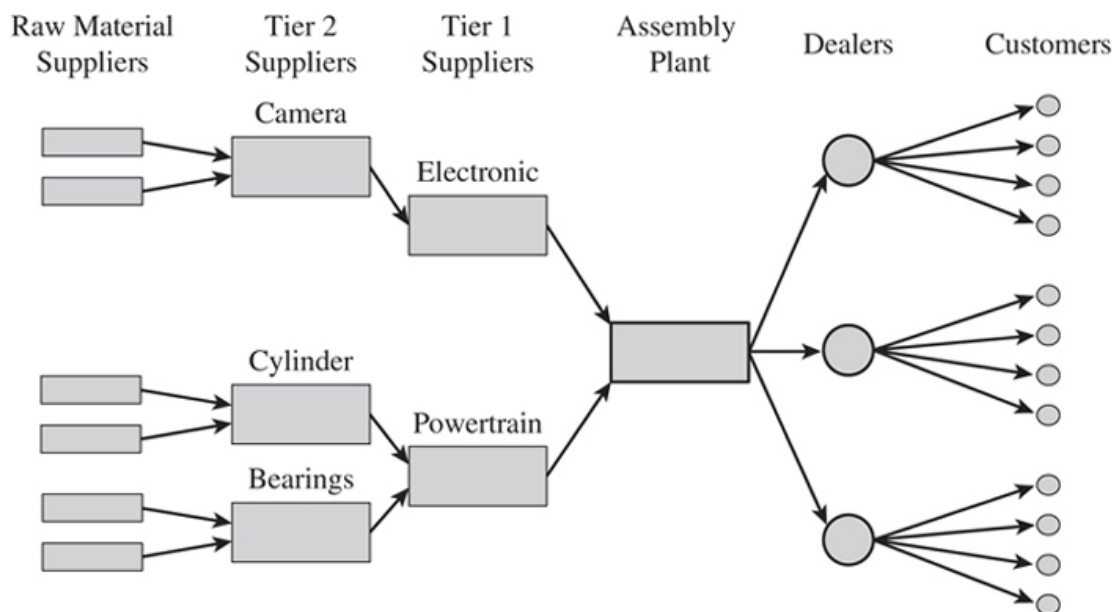 Raw Material
Suppliers
Tier 2
Suppliers
Tier 1
Suppliers
Assembly
Plant
Dealers
Customers
Camera
Electronic
Cylinder
Powertrain
Bearings